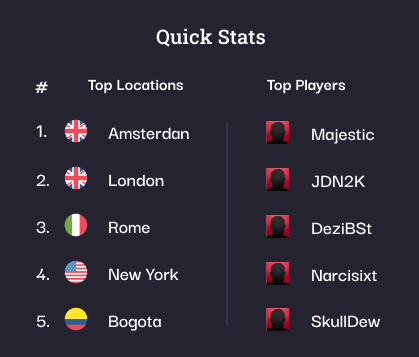 Quick Stats
# Top Locations Top Players
1. Amsterdan Majestic
2. London JDN2K
3. Rome DeziBSt
4. New York Narcisixt
5. Bogota SkullDew